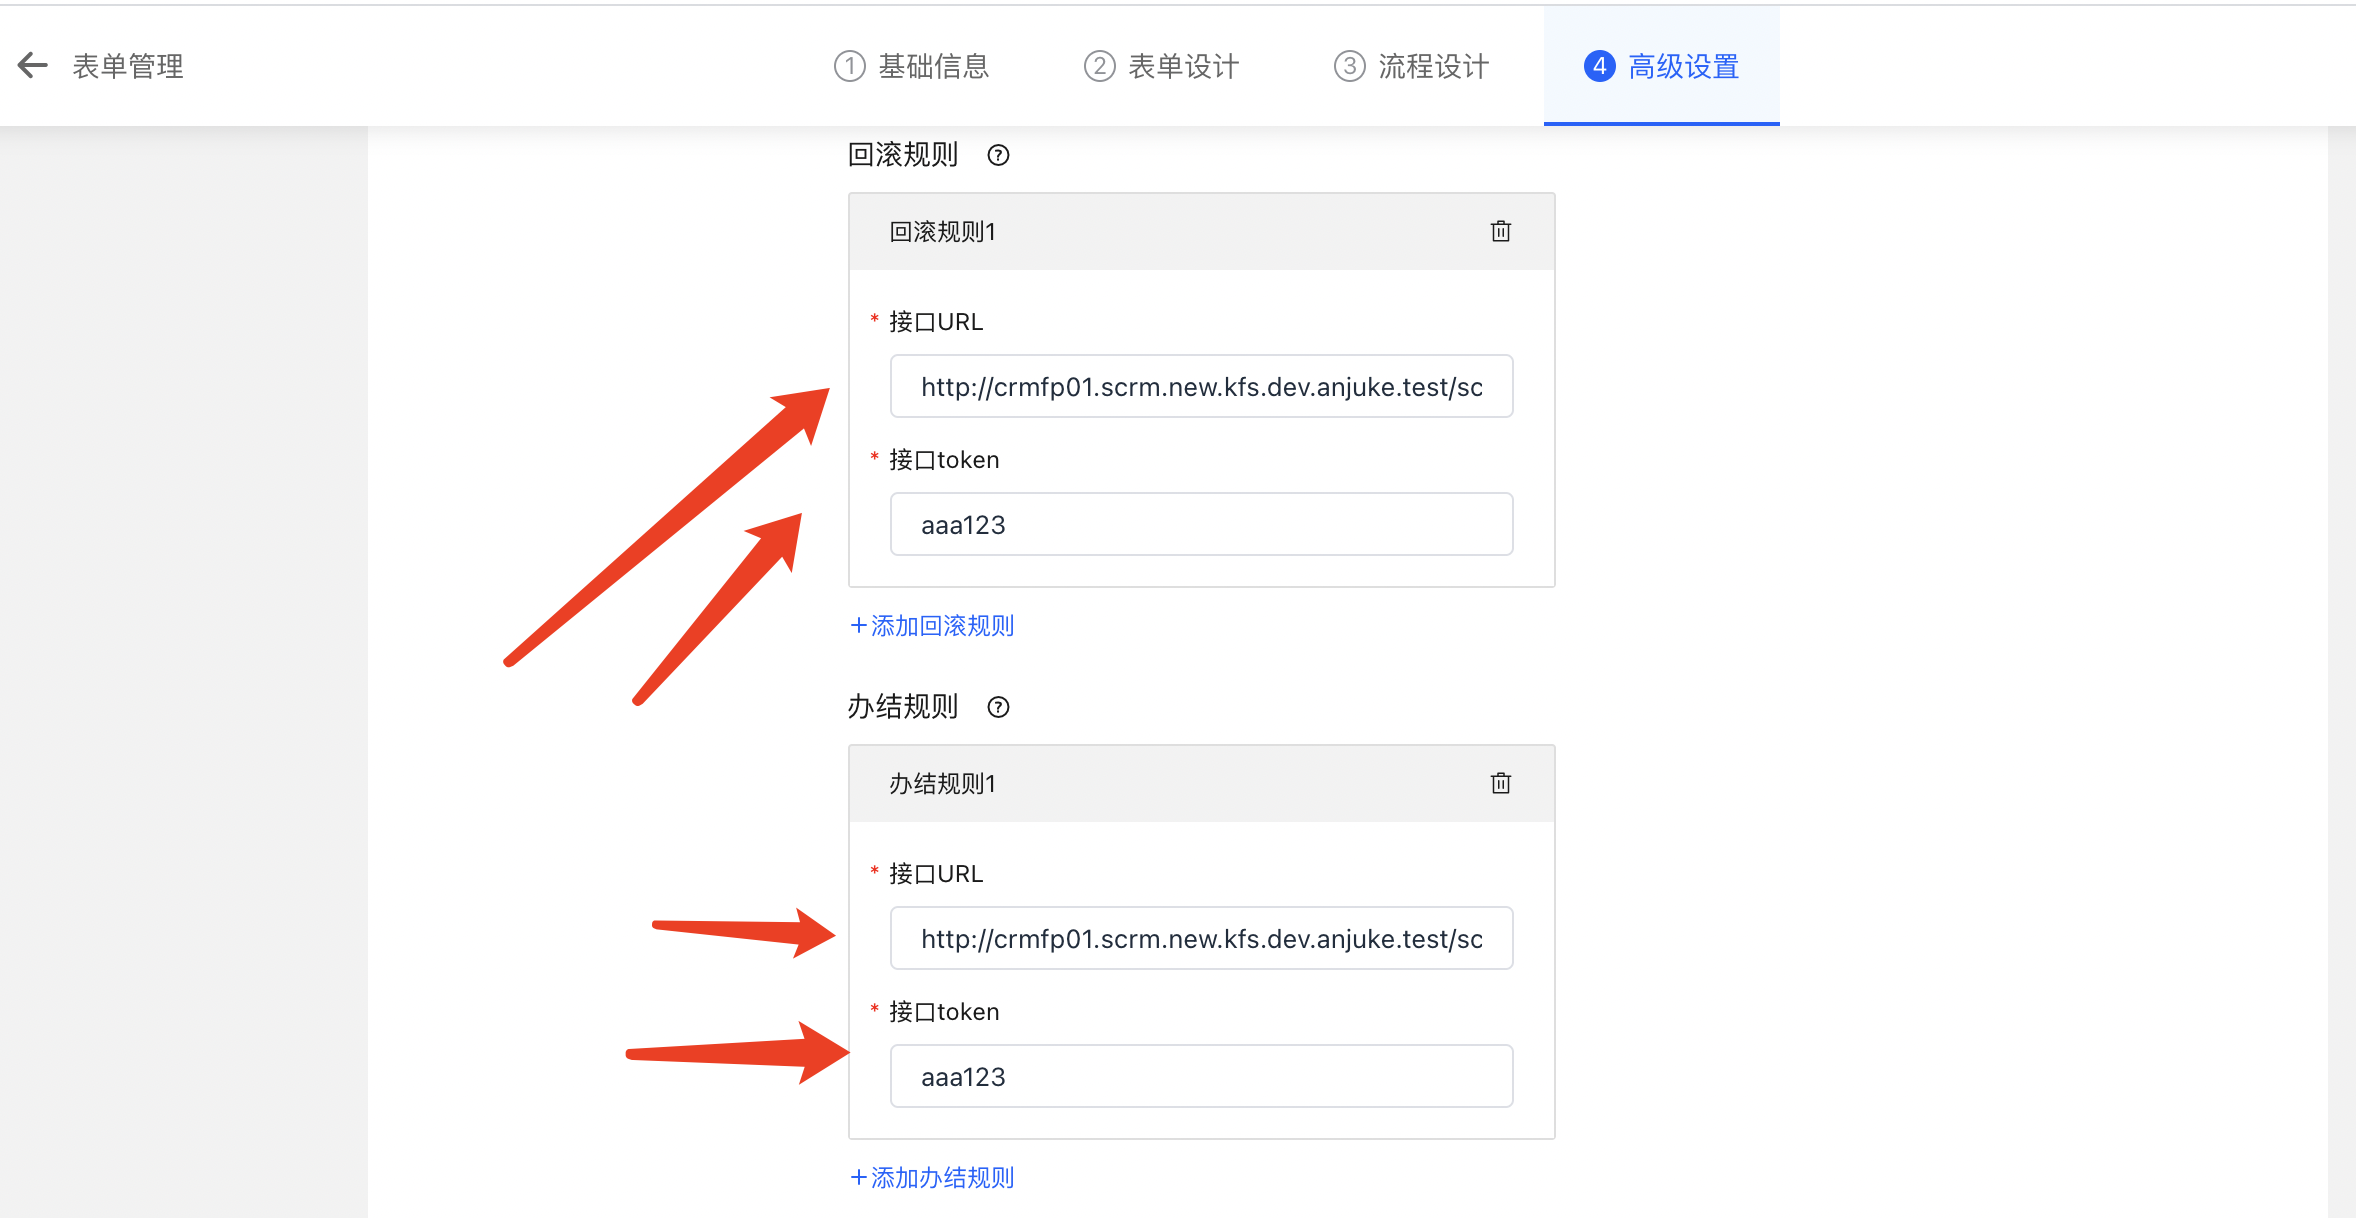 表单管理
1 基础信息
2 表单设计
3 流程设计
4 高级设置
回滚规则 ?
回滚规则1
* 接口URL
http://crmfp01.scrm.new.kfs.dev.anjuke.test/sc
* 接口token
aaa123
+添加回滚规则
办结规则 ?
办结规则1
* 接口URL
http://crmfp01.scrm.new.kfs.dev.anjuke.test/sc
* 接口token
aaa123
+添加办结规则